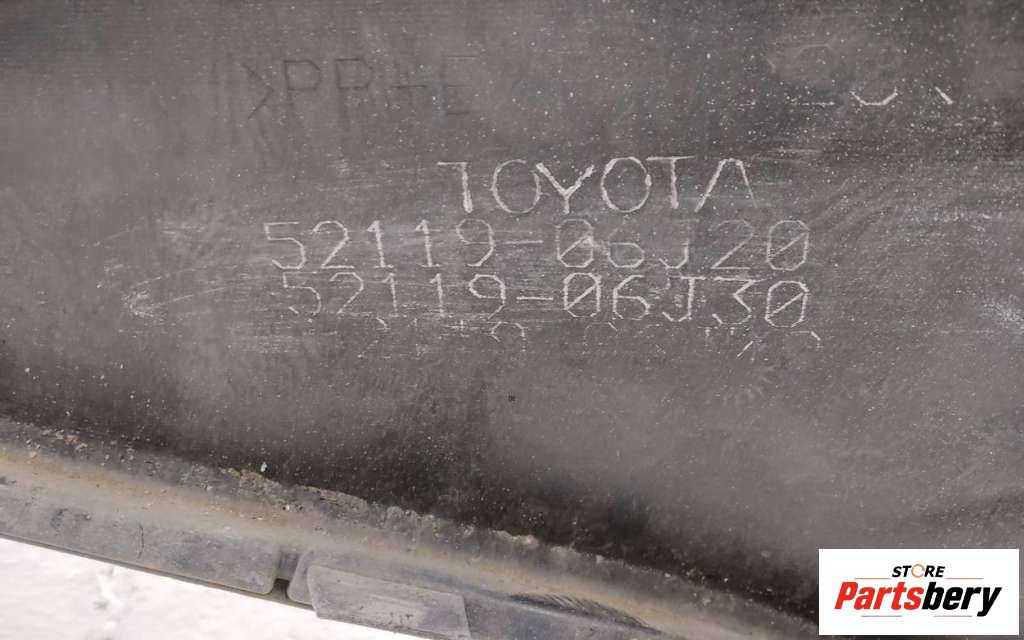 >PP+E
TOYOTA
52119-06J20
52119-06J30
STORE
Partsbery